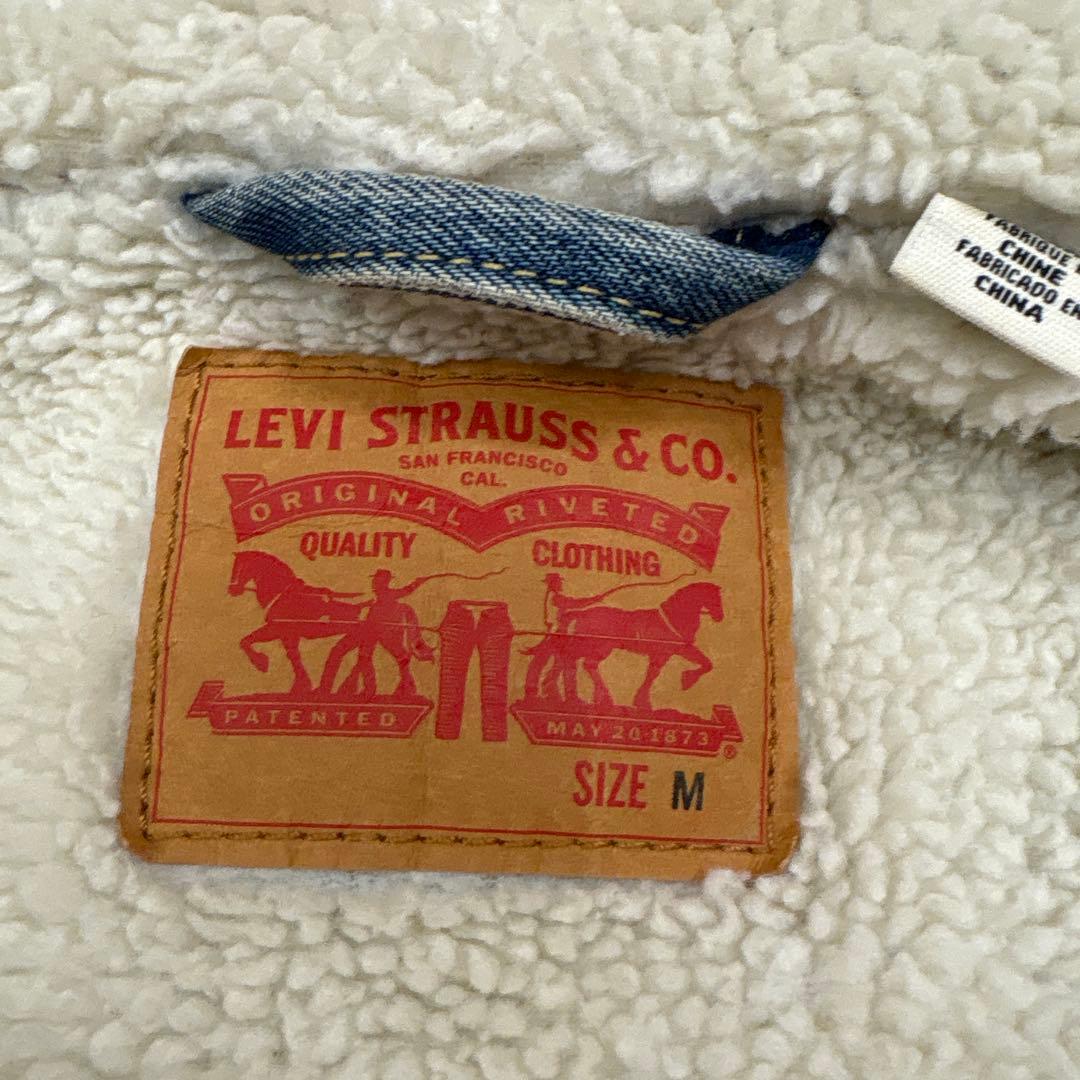 FABRIQUE
CHINE
FABRICADO EN
CHINA
LEVI STRAUSS & CO.
SAN FRANCISCO
CAL.
ORIGINAL RIVETED
QUALITY CLOTHING
PATENTED MAY 20 1873
®
SIZE M